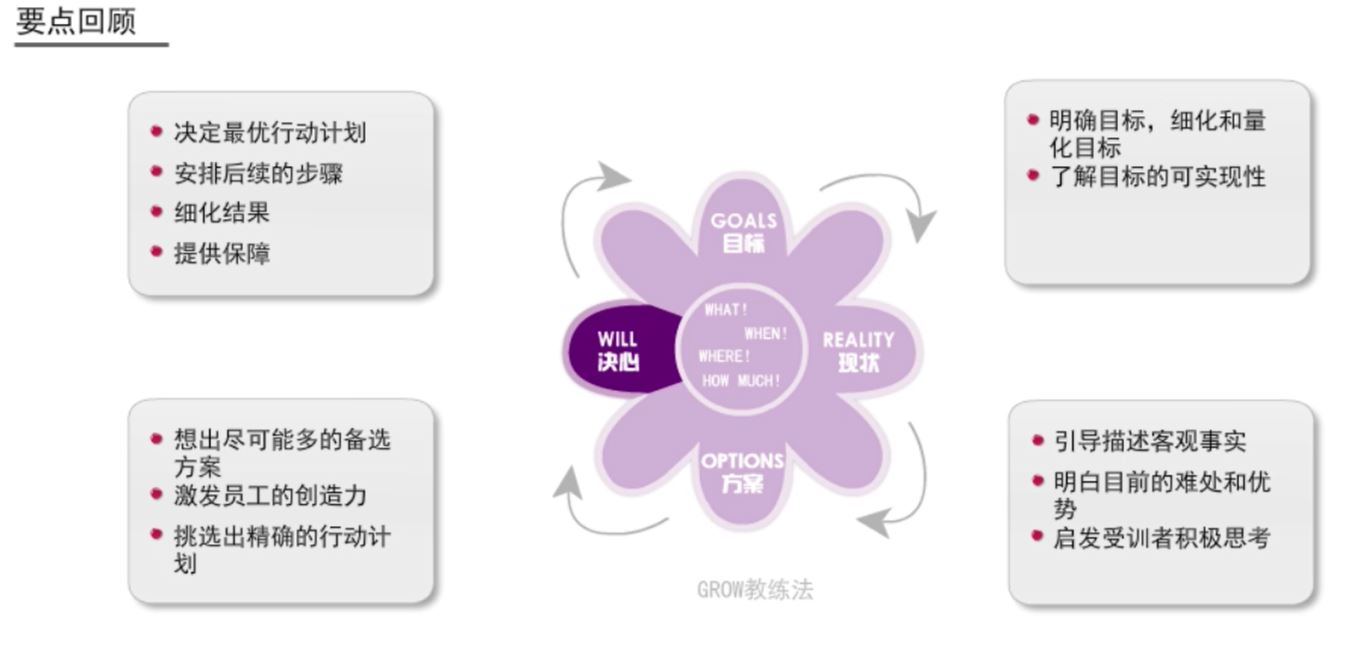 要点回顾
决定最优行动计划
安排后续的步骤
细化结果
提供保障
明确目标，细化和量
化目标
了解目标的可实现性
GOALS
目标
WILL
决心
WHAT!
WHEN!
WHERE!
HOW MUCH!
REALITY
现状
OPTIONS
方案
想出尽可能多的备选
方案
激发员工的创造力
挑选出精确的行动计
划
引导描述客观事实
明白目前的难处和优
势
启发受训者积极思考
GROW教练法